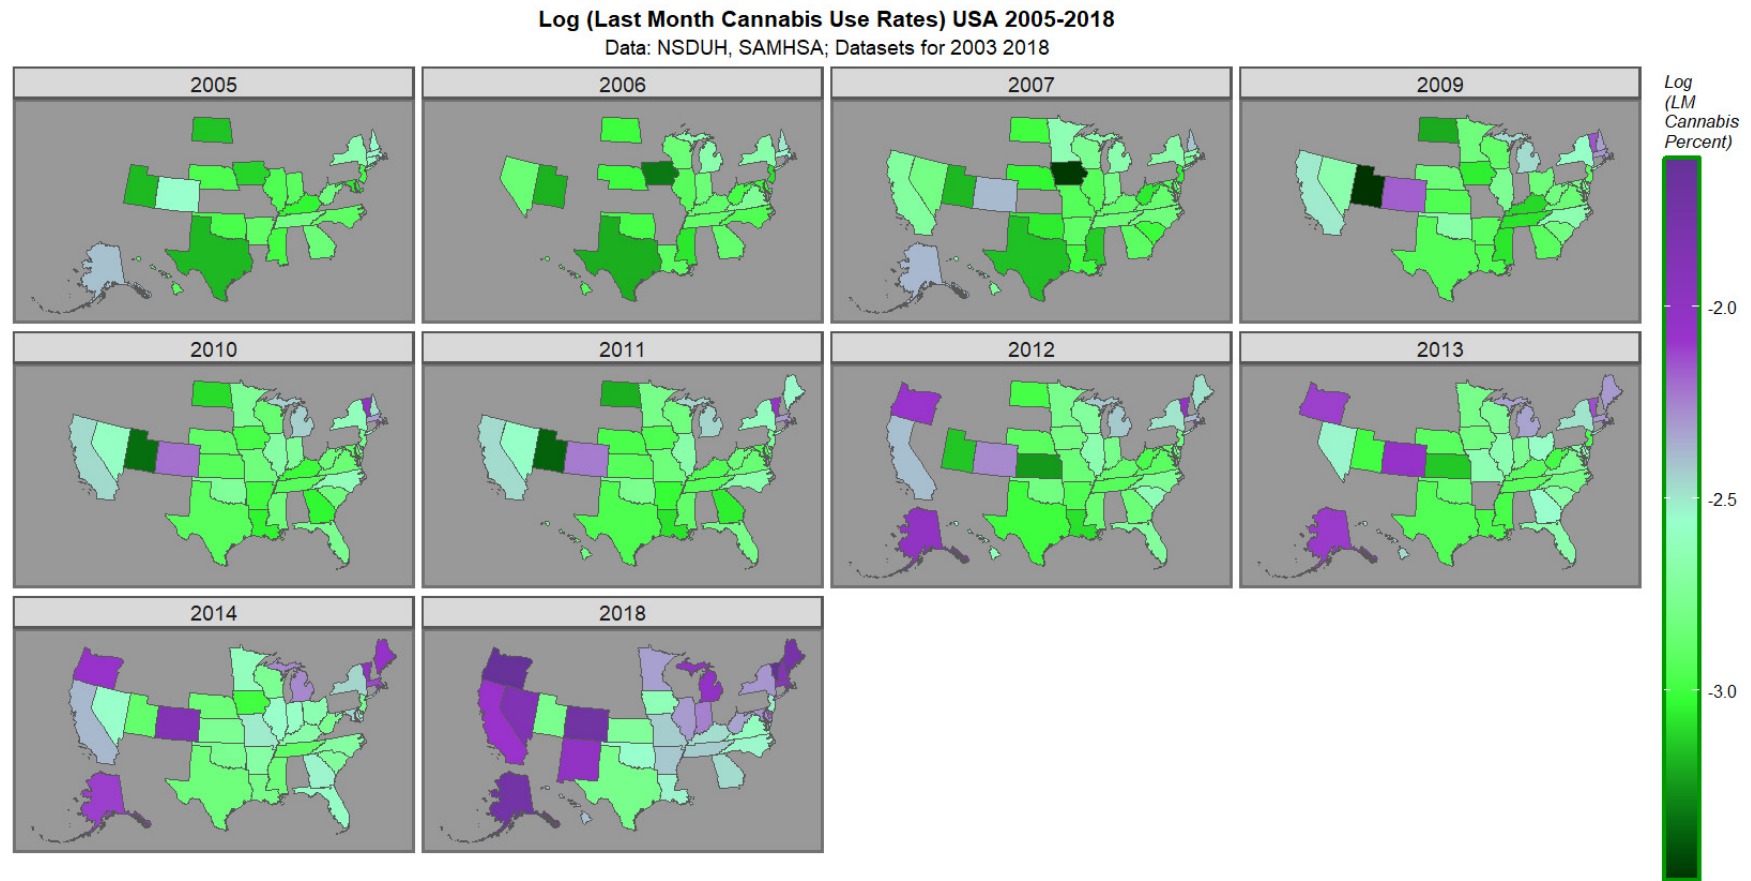 Log (Last Month Cannabis Use Rates) USA 2005-2018
Data: NSDUH, SAMHSA; Datasets for 2003 2018
2005
2006
2007
2009
Log
(LM
Cannabis
Percent)
-2.0
-2.5
-3.0
2010
2011
2012
2013
2014
2018